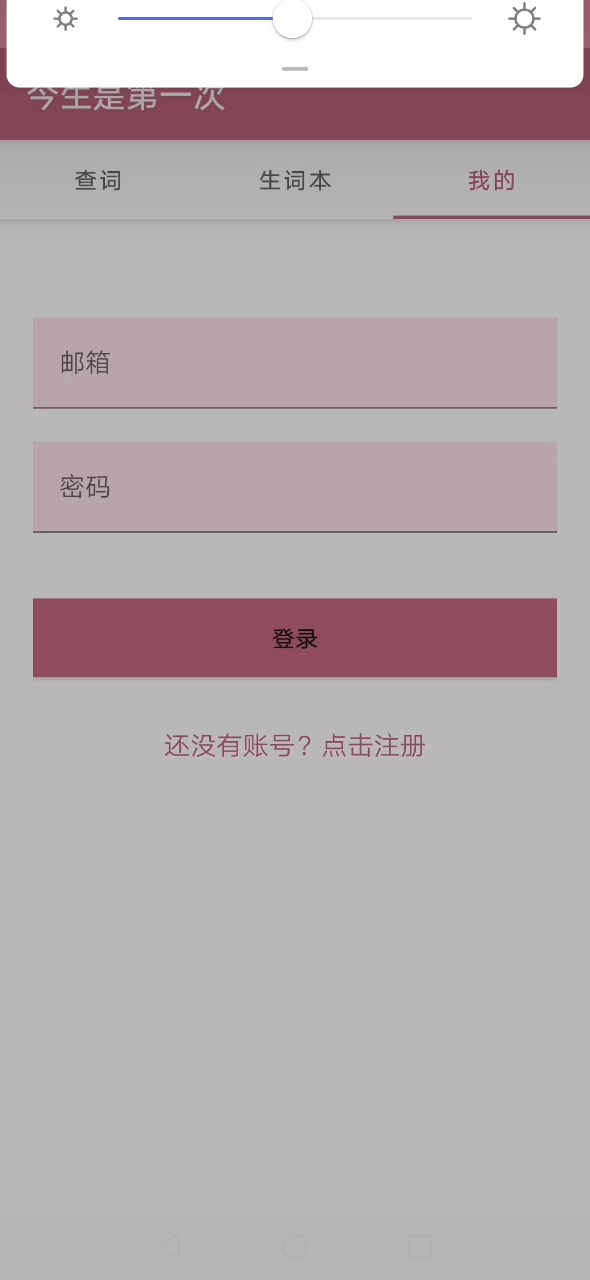 今生是第一次
查词
生词本
我的
邮箱
密码
登录
还没有账号？点击注册